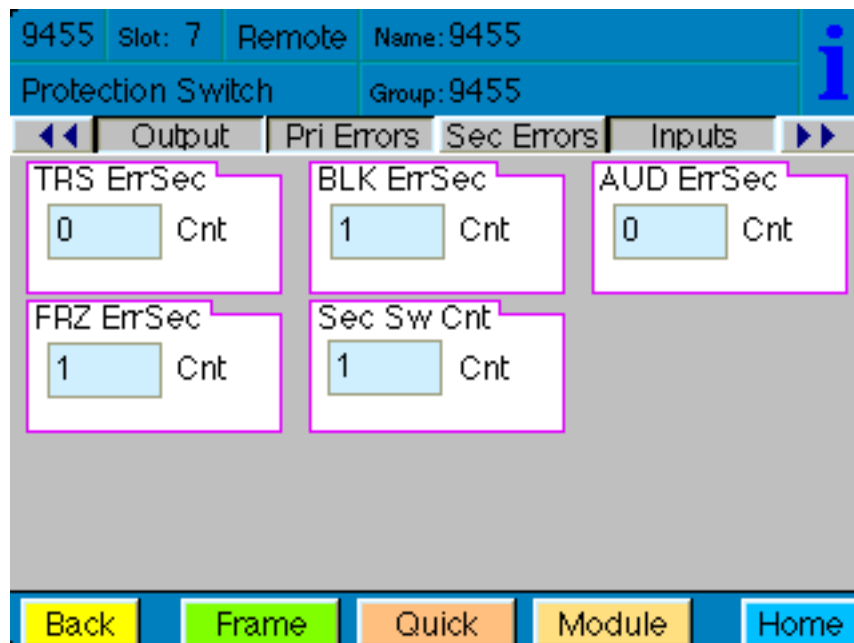 9455 Slot: 7 Remote Name: 9455 i
Protection Switch Group: 9455
Output Pri Errors Sec Errors Inputs
TRS ErrSec BLK ErrSec AUD ErrSec
0 Cnt 1 Cnt 0 Cnt
FRZ ErrSec Sec Sw Cnt
1 Cnt 1 Cnt
Back Frame Quick Module Home